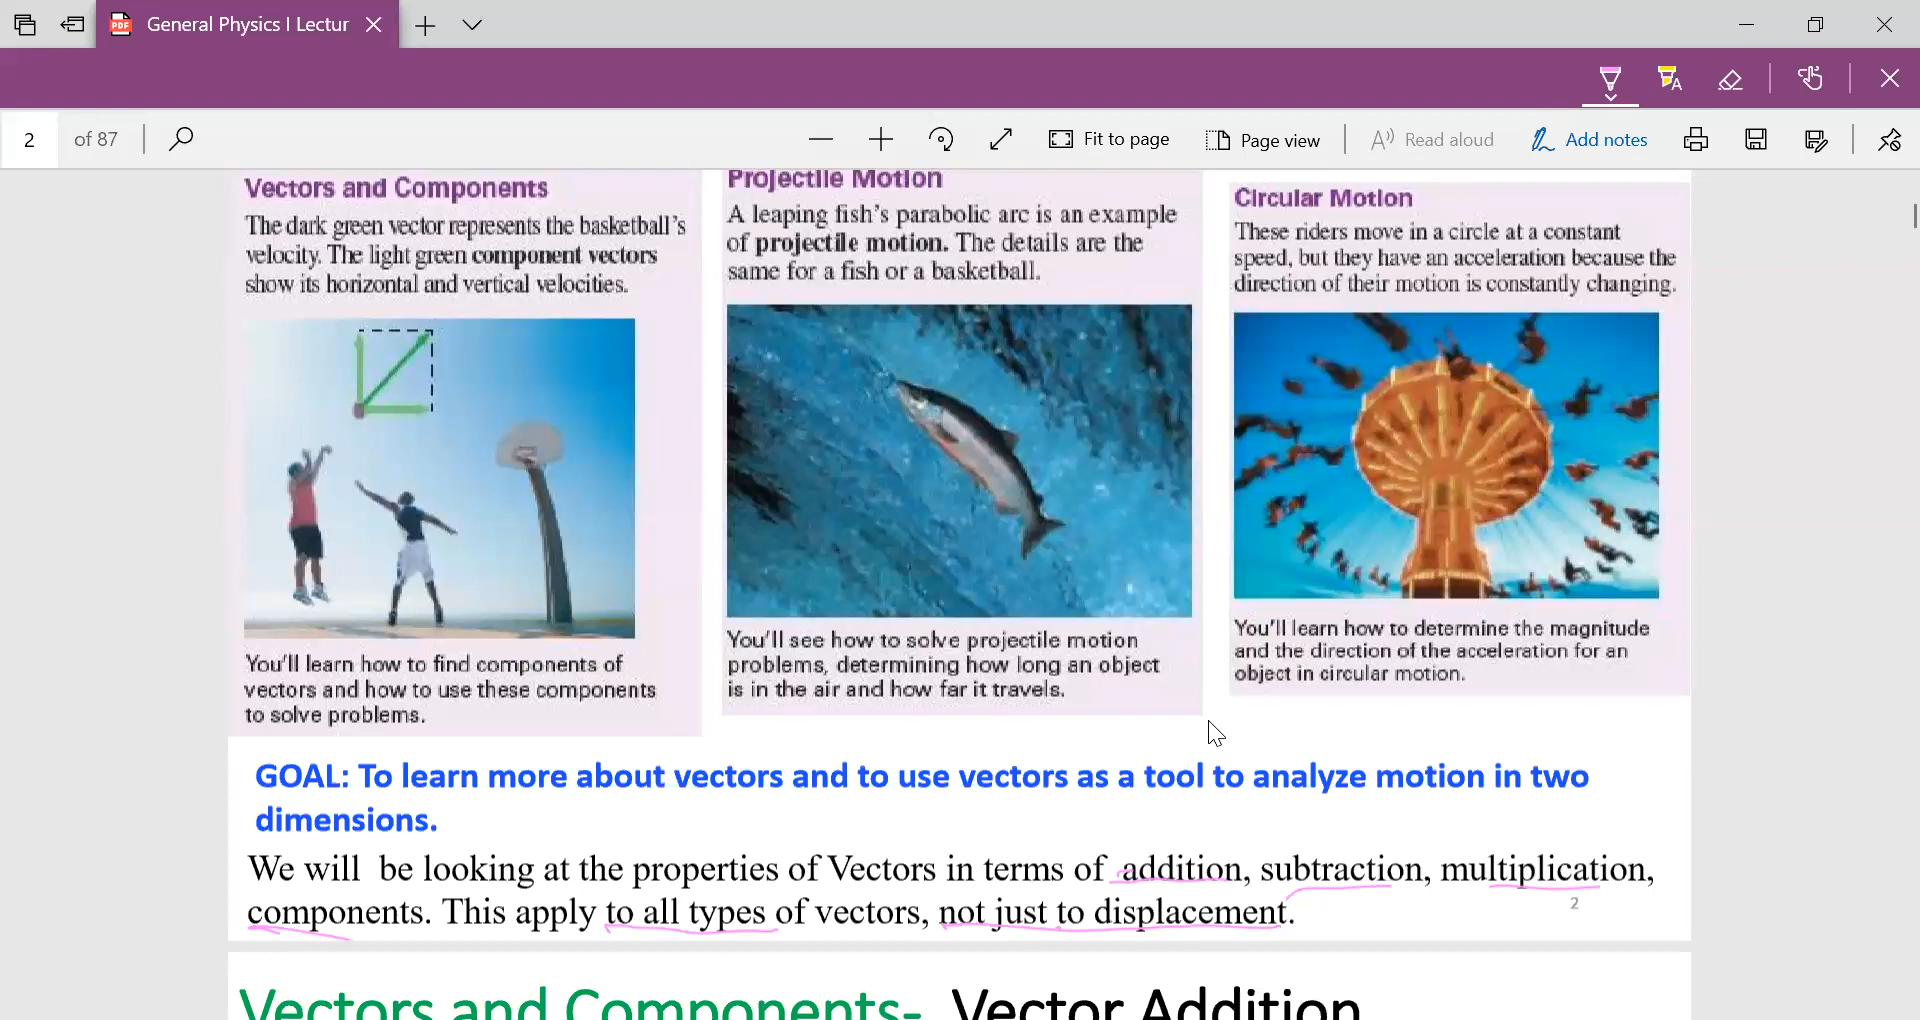 General Physics I Lectur
2 of 87
Fit to page
Page view
Read aloud
Add notes
Vectors and Components
The dark green vector represents the basketball's
velocity. The light green component vectors
show its horizontal and vertical velocities.
You'll learn how to find components of
vectors and how to use these components
to solve problems.
Projectile Motion
A leaping fish's parabolic arc is an example
of projectile motion. The details are the
same for a fish or a basketball.
You'll see how to solve projectile motion
problems, determining how long an object
is in the air and how far it travels.
Circular Motion
These riders move in a circle at a constant
speed, but they have an acceleration because the
direction of their motion is constantly changing.
You'll learn how to determine the magnitude
and the direction of the acceleration for an
object in circular motion.
GOAL: To learn more about vectors and to use vectors as a tool to analyze motion in two
dimensions.
We will be looking at the properties of Vectors in terms of addition, subtraction, multiplication,
components. This apply to all types of vectors, not just to displacement.
2
Vectors and Components- Vector Addition